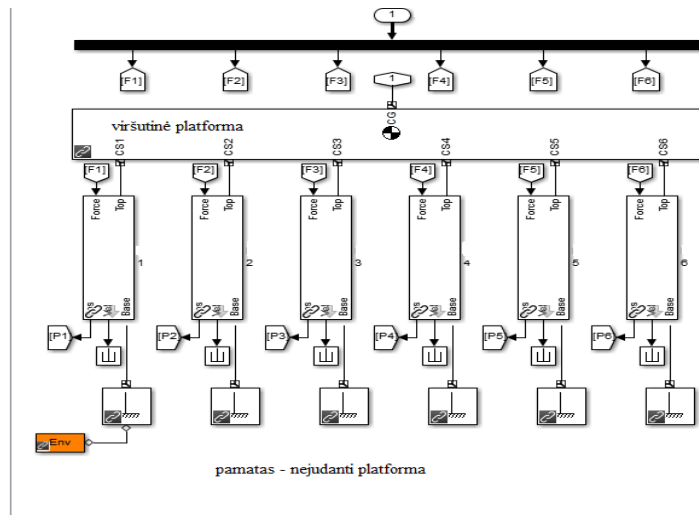 1
[F1] [F2] [F3] 1 [F4] [F5] [F6]
viršutinė platforma
CG
CS1 CS2 CS3 CS4 CS5 CS6
[F1] [F2] [F3] [F4] [F5] [F6]
Force Top Force Top Force Top Force Top Force Top Force Top
1 2 3 4 5 6
Base Base Base Base Base Base
[P1] [P2] [P3] [P4] [P5] [P6]
Env
pamatas - nejudanti platforma